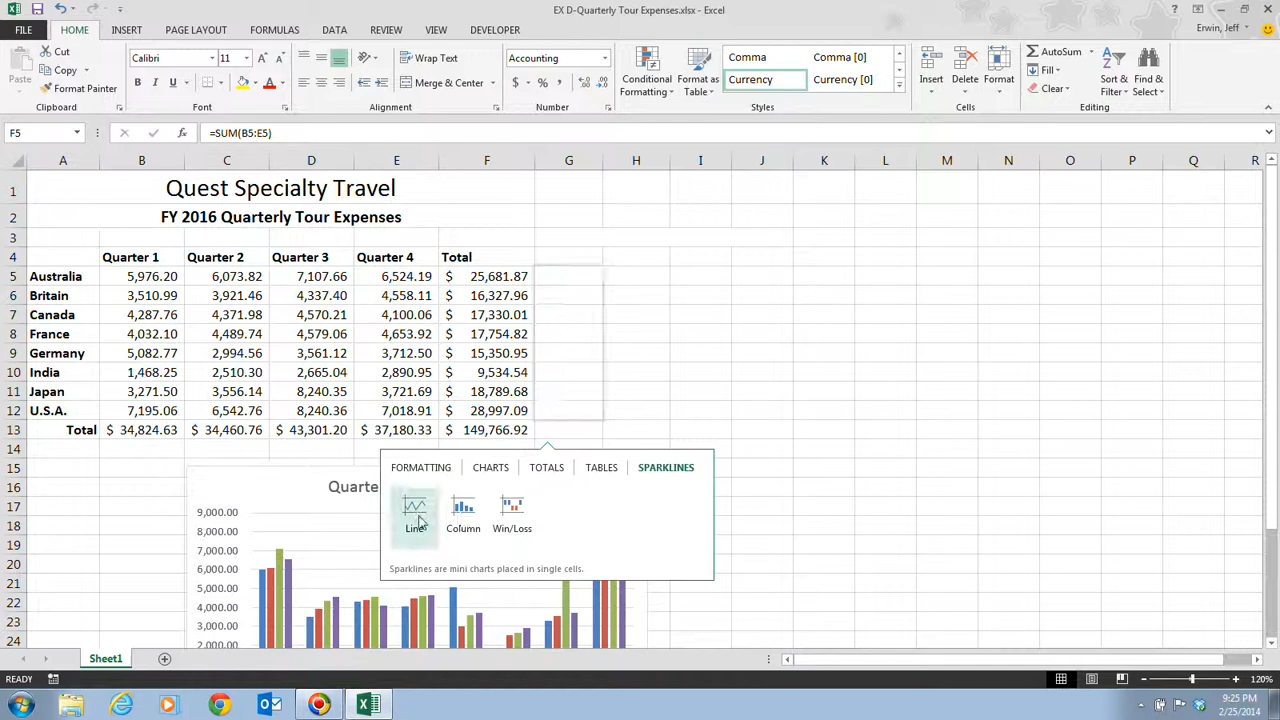 EX D-Quarterly Tour Expenses.xlsx - Excel
FILE HOME INSERT PAGE LAYOUT FORMULAS DATA REVIEW VIEW DEVELOPER Erwin, Jeff
Paste Cut Copy Format Painter Clipboard
Calibri 11 B I U Font
Wrap Text Merge & Center Alignment
Accounting $ % , Number
Conditional Formatting Format as Table Comma Comma [0] Currency Currency [0] Styles
Insert Delete Format Cells
AutoSum Fill Clear Sort & Filter Find & Select Editing
F5 fx =SUM(B5:E5)
A B C D E F G H I J K L M N O P Q R
1 Quest Specialty Travel
2 FY 2016 Quarterly Tour Expenses
3
4 Quarter 1 Quarter 2 Quarter 3 Quarter 4 Total
5 Australia 5,976.20 6,073.82 7,107.66 6,524.19 $ 25,681.87
6 Britain 3,510.99 3,921.46 4,337.40 4,558.11 $ 16,327.96
7 Canada 4,287.76 4,371.98 4,570.21 4,100.06 $ 17,330.01
8 France 4,032.10 4,489.74 4,579.06 4,653.92 $ 17,754.82
9 Germany 5,082.77 2,994.56 3,561.12 3,712.50 $ 15,350.95
10 India 1,468.25 2,510.30 2,665.04 2,890.95 $ 9,534.54
11 Japan 3,271.50 3,556.14 8,240.35 3,721.69 $ 18,789.68
12 U.S.A. 7,195.06 6,542.76 8,240.36 7,018.91 $ 28,997.09
13 Total $ 34,824.63 $ 34,460.76 $ 43,301.20 $ 37,180.33 $ 149,766.92
14
15 FORMATTING CHARTS TOTALS TABLES SPARKLINES
16 Quarte
17 9,000.00
18 8,000.00 Line Column Win/Loss
19 7,000.00
20 6,000.00 Sparklines are mini charts placed in single cells.
21 5,000.00
22 4,000.00
23 3,000.00
24 2,000.00
Sheet1
READY 120%
9:25 PM
2/25/2014